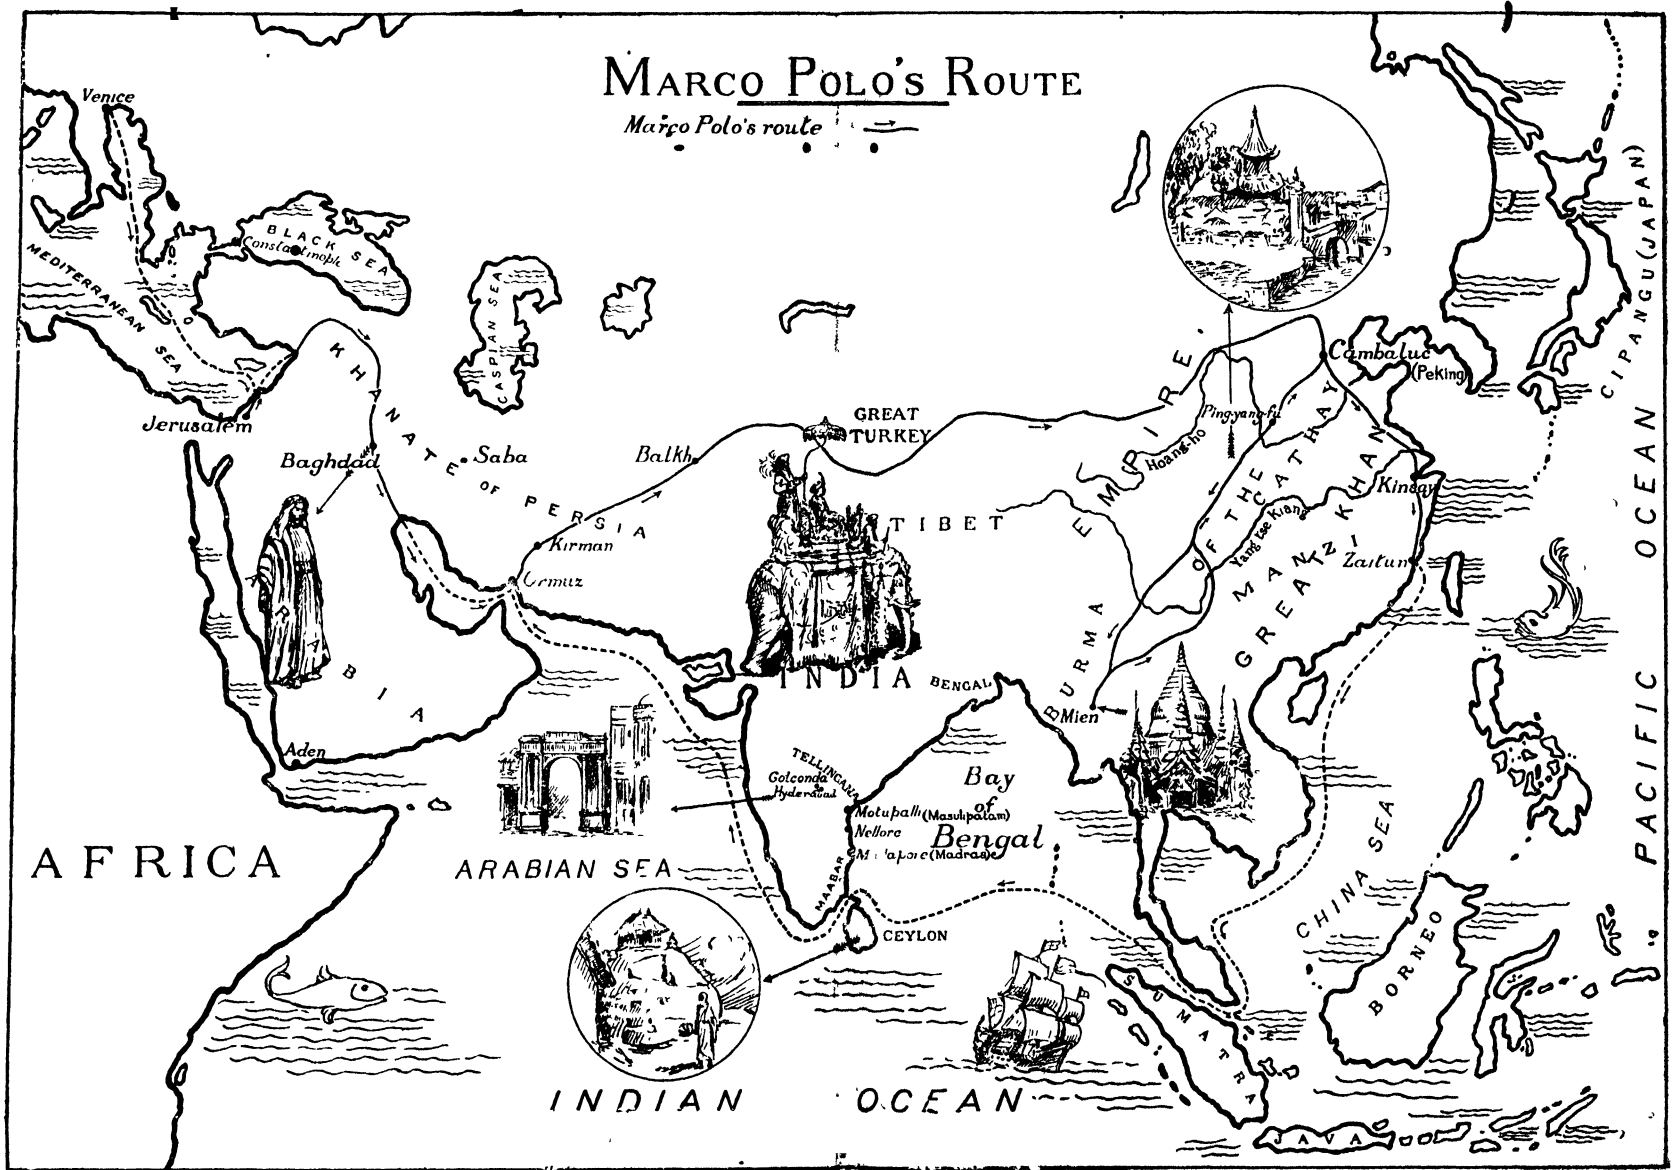 MARCO POLO'S ROUTE
Marco Polo's route
Venice
BLACK SEA
Constantinople
MEDITERRANEAN SEA
CASPIAN SEA
Jerusalem
KHANATE OF PERSIA
Baghdad
Saba
Balkh
GREAT
TURKEY
Kirman
Ormuz
TIBET
EMPIRE OF THE GREAT KHAN
CATHAY
MANZI
Cambaluc
(Peking)
Ping-yang-fu
Hoang-ho
Yang tse Kiang
Kinsay
Zaitun
CIPANGU (JAPAN)
PACIFIC OCEAN
RBIA
Aden
AFRICA
INDIA
BENGAL
BURMA
Mien
TELLINGANA
Golconda
Hyderabad
Motupalli (Masulipatam)
Nellore
(Madras)
MAABAR
CEYLON
Bay
of
Bengal
ARABIAN SEA
CHINA SEA
BORNEO
SUMATRA
JAVA
INDIAN OCEAN